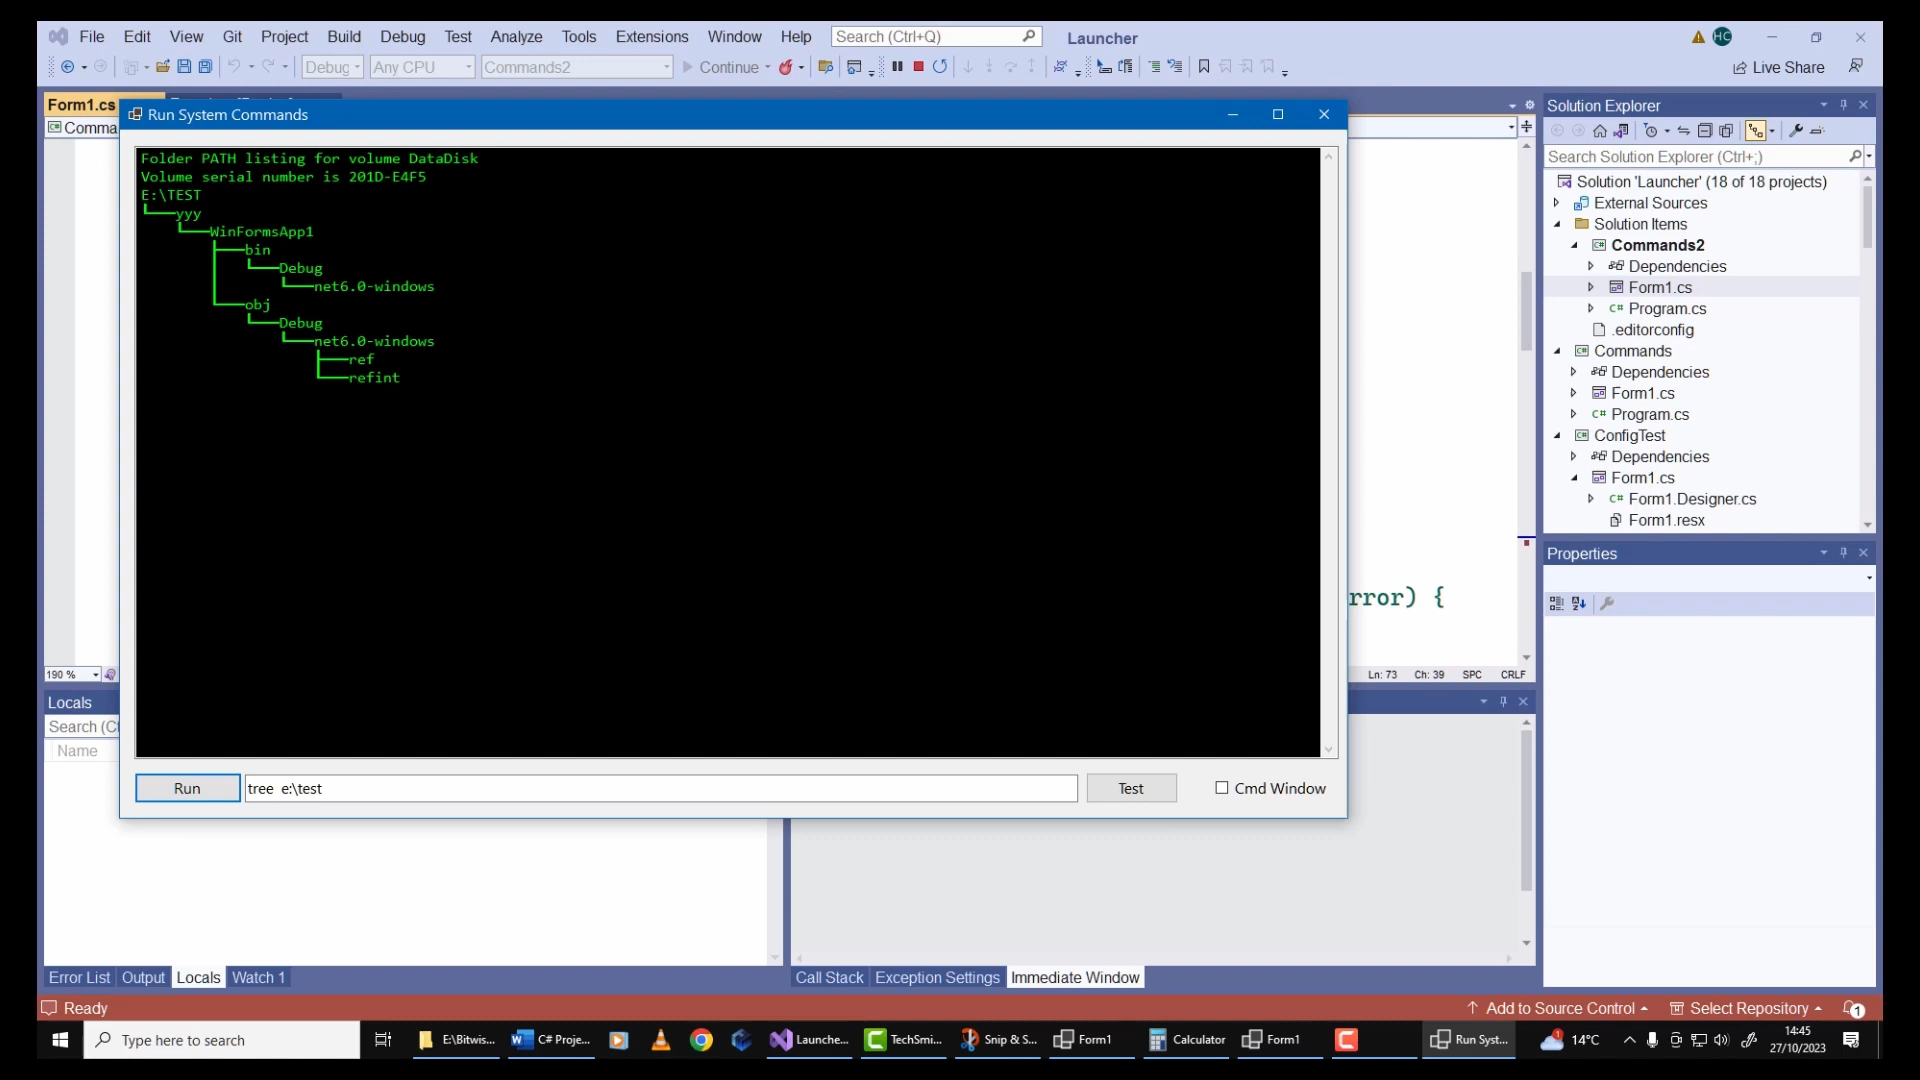 File Edit View Git Project Build Debug Test Analyze Tools Extensions Window Help Search (Ctrl+Q) Launcher HC
Debug Any CPU Commands2 Continue Live Share
Form1.cs
Comma
Run System Commands
Folder PATH listing for volume DataDisk
Volume serial number is 201D-E4F5
E:\TEST
yyy
WinFormsApp1
bin
Debug
net6.0-windows
obj
Debug
net6.0-windows
ref
refint
Run tree e:\test Test Cmd Window
rror) {
190 % Ln: 73 Ch: 39 SPC CRLF
Locals
Search (Ct
Name
Error List Output Locals Watch 1
Call Stack Exception Settings Immediate Window
Solution Explorer
Search Solution Explorer (Ctrl+;)
Solution 'Launcher' (18 of 18 projects)
External Sources
Solution Items
Commands2
Dependencies
Form1.cs
Program.cs
.editorconfig
Commands
Dependencies
Form1.cs
Program.cs
ConfigTest
Dependencies
Form1.cs
Form1.Designer.cs
Form1.resx
Properties
Ready Add to Source Control Select Repository 1
Type here to search E:\Bitwis... C# Proje... Launche... TechSmi... Snip & S... Form1 Calculator Form1 Run Syst... 1 14°C 14:45
27/10/2023